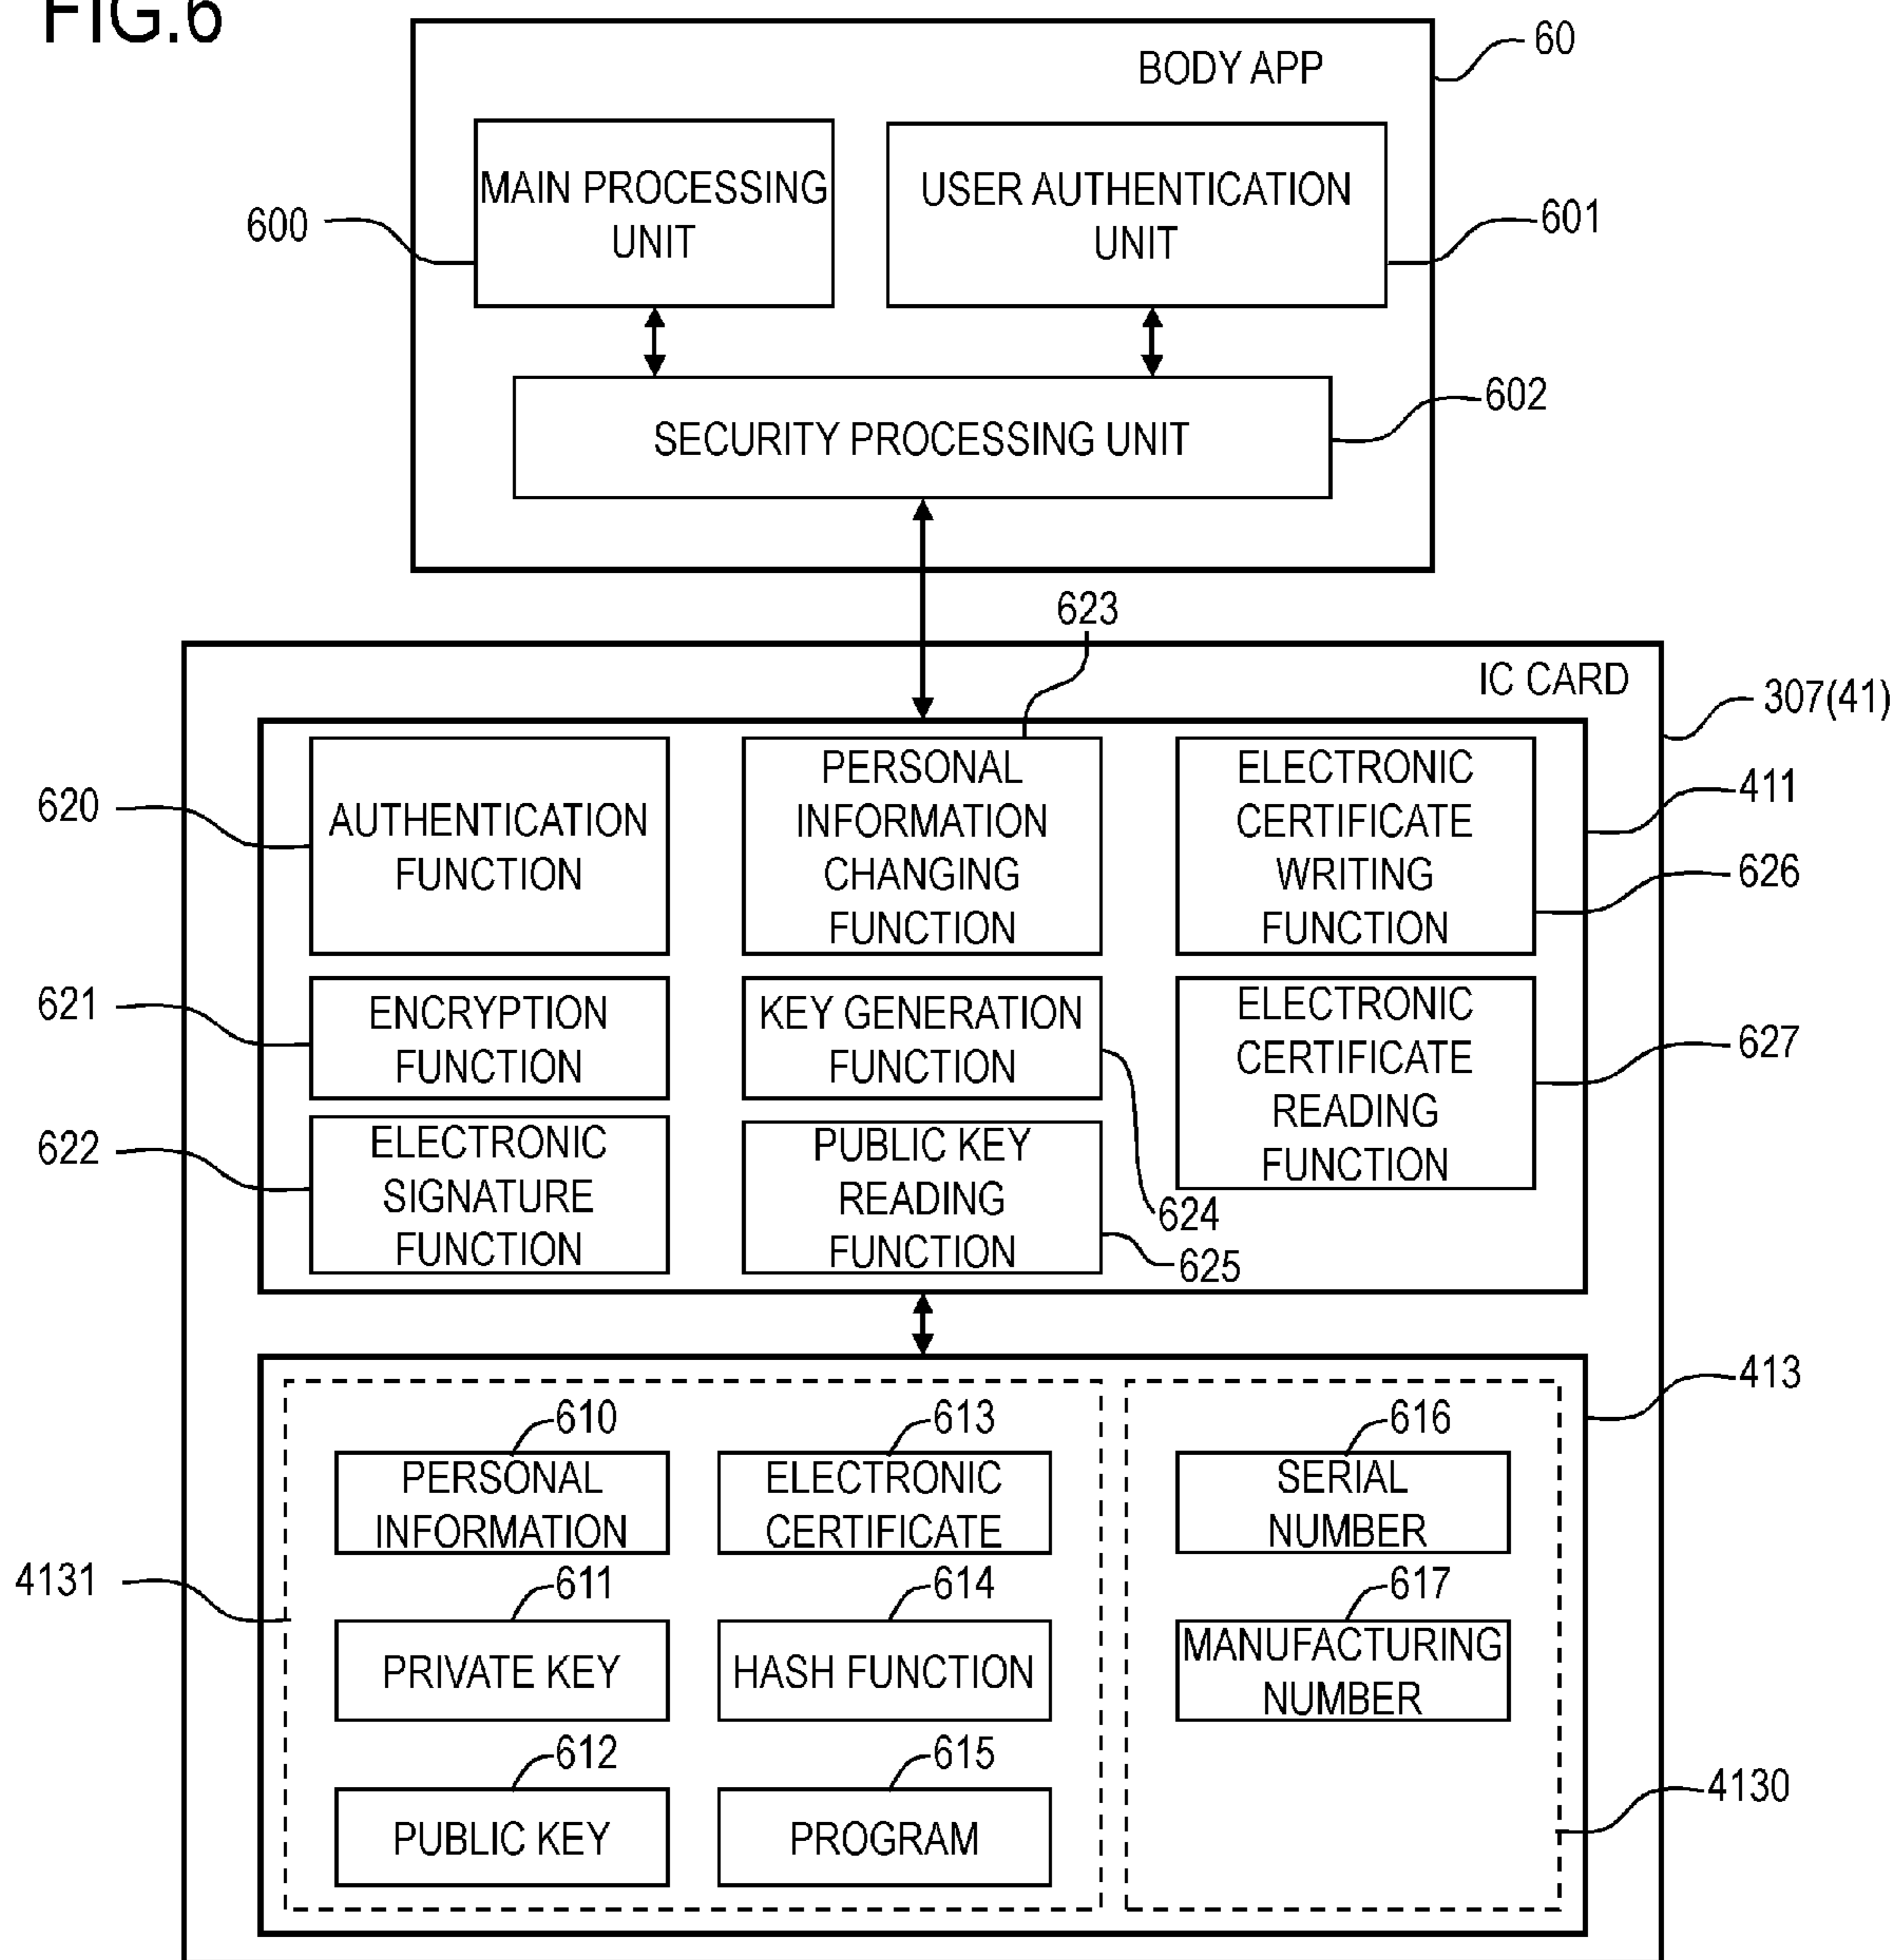 FIG.6
BODY APP
60
MAIN PROCESSING
UNIT
600
USER AUTHENTICATION
UNIT
601
SECURITY PROCESSING UNIT
602
623
IC CARD
307(41)
411
620
AUTHENTICATION
FUNCTION
PERSONAL
INFORMATION
CHANGING
FUNCTION
ELECTRONIC
CERTIFICATE
WRITING
FUNCTION
626
621
ENCRYPTION
FUNCTION
KEY GENERATION
FUNCTION
624
ELECTRONIC
CERTIFICATE
READING
FUNCTION
627
622
ELECTRONIC
SIGNATURE
FUNCTION
PUBLIC KEY
READING
FUNCTION
625
413
4131
610
PERSONAL
INFORMATION
613
ELECTRONIC
CERTIFICATE
616
SERIAL
NUMBER
611
PRIVATE KEY
614
HASH FUNCTION
617
MANUFACTURING
NUMBER
612
PUBLIC KEY
615
PROGRAM
4130